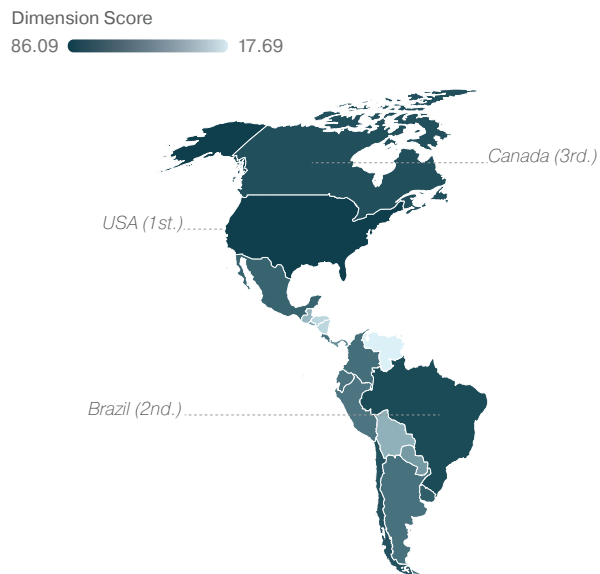 Dimension Score
86.09 17.69
Canada (3rd.)
USA (1st.)
Brazil (2nd.)